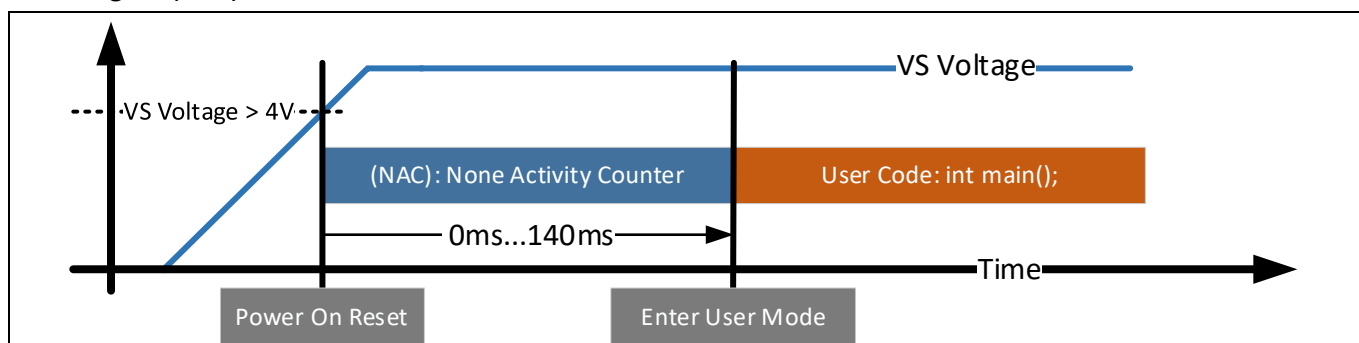 VS Voltage
VS Voltage > 4V
(NAC): None Activity Counter
User Code: int main();
0ms...140ms
Time
Power On Reset
Enter User Mode